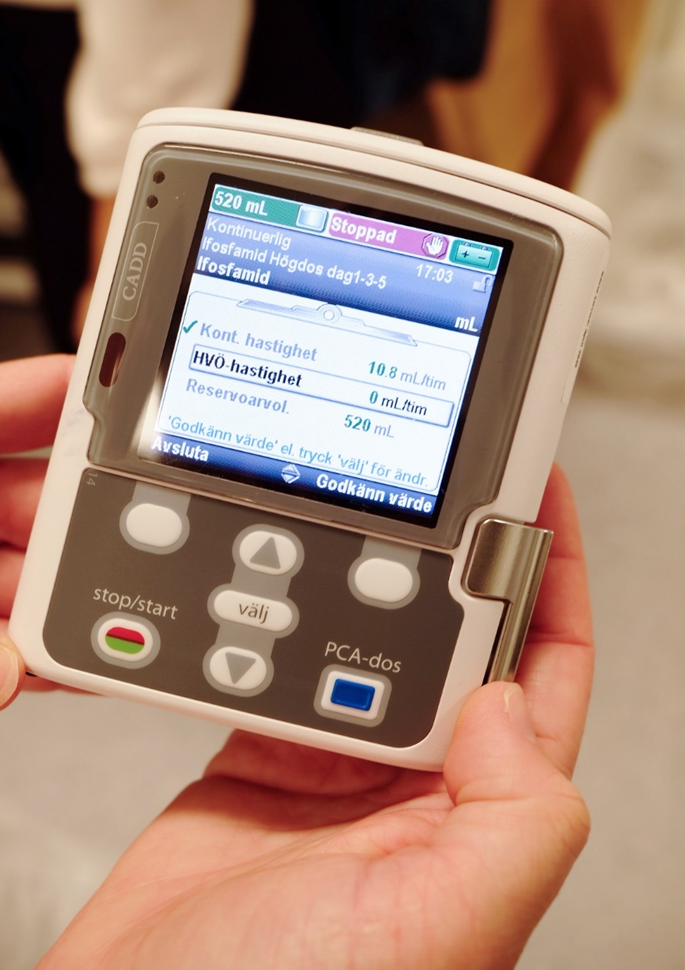 520 mL
Stoppad
Kontinuerlig
17:03
Ifosfamid Högdos dag1-3-5
Ifosfamid
mL
Kont. hastighet 10.8 mL/tim
HVÖ-hastighet 0 mL/tim
Reservoarvol. 520 mL
'Godkänn värde' el. tryck 'välj' för ändr.
Avsluta
Godkänn värde
CADD
14
stop/start
välj
PCA-dos